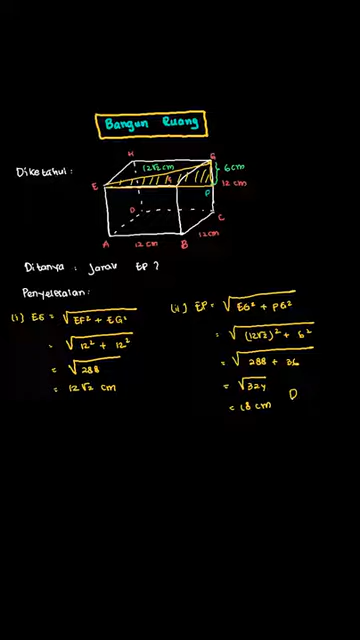 Bangun Ruang
Diketahui :
H
G
12√2 cm
6 cm
E
F
P
12 cm
D
C
A
12 cm
B
12 cm
Ditanya : Jarak EP ?
Penyelesaian :
(i) EG = √EF² + EG²
= √12² + 12²
= √288
= 12√2 cm
(ii) EP = √EG² + PG²
= √(12√2)² + 6²
= √288 + 36
= √324
= 18 cm
D